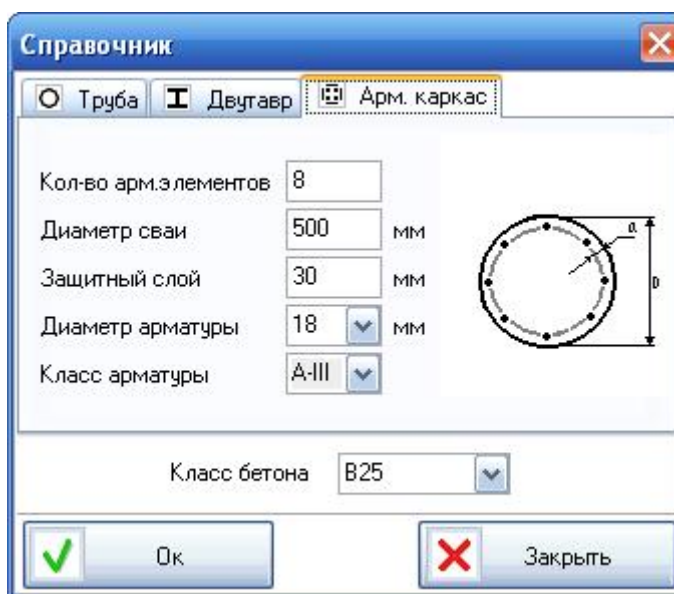 Справочник
Труба Двутавр Арм. каркас
Кол-во арм.элементов 8
Диаметр сваи 500 мм
Защитный слой 30 мм
Диаметр арматуры 18 мм
Класс арматуры A-III
a
D
Класс бетона B25
Ок Закрыть